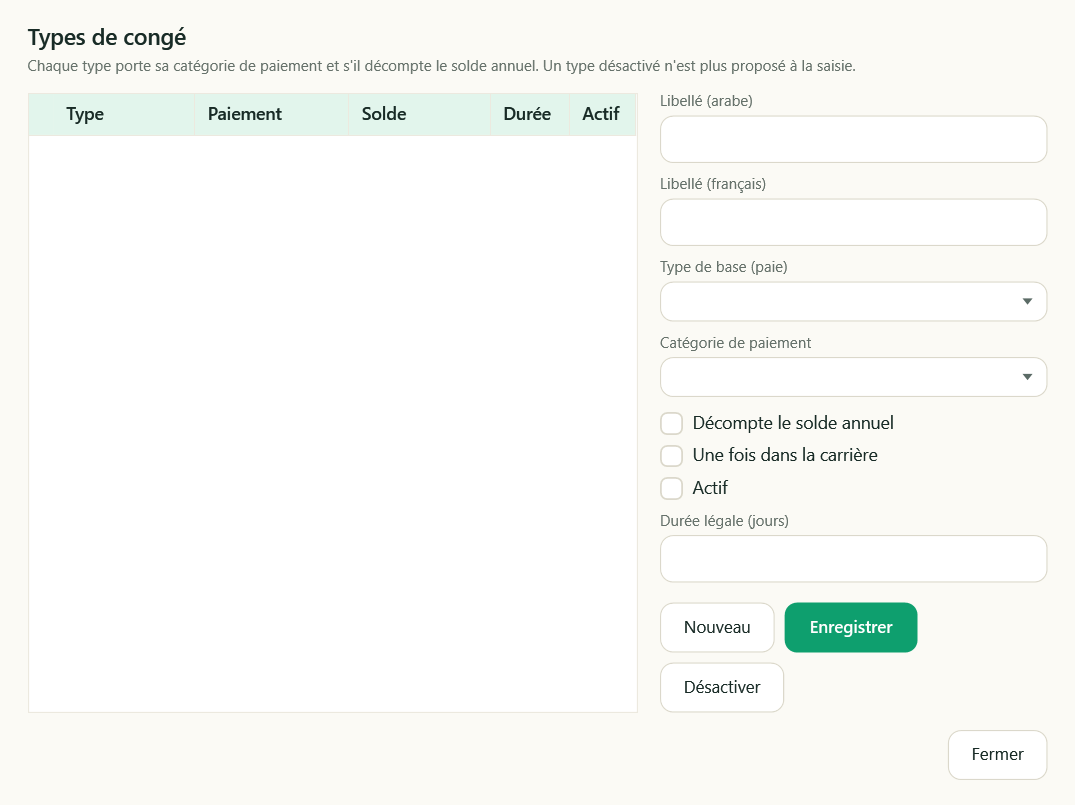 Types de congé
Chaque type porte sa catégorie de paiement et s'il décompte le solde annuel. Un type désactivé n'est plus proposé à la saisie.
Type Paiement Solde Durée Actif
Libellé (arabe)
Libellé (français)
Type de base (paie)
Catégorie de paiement
Décompte le solde annuel
Une fois dans la carrière
Actif
Durée légale (jours)
Nouveau Enregistrer
Désactiver
Fermer